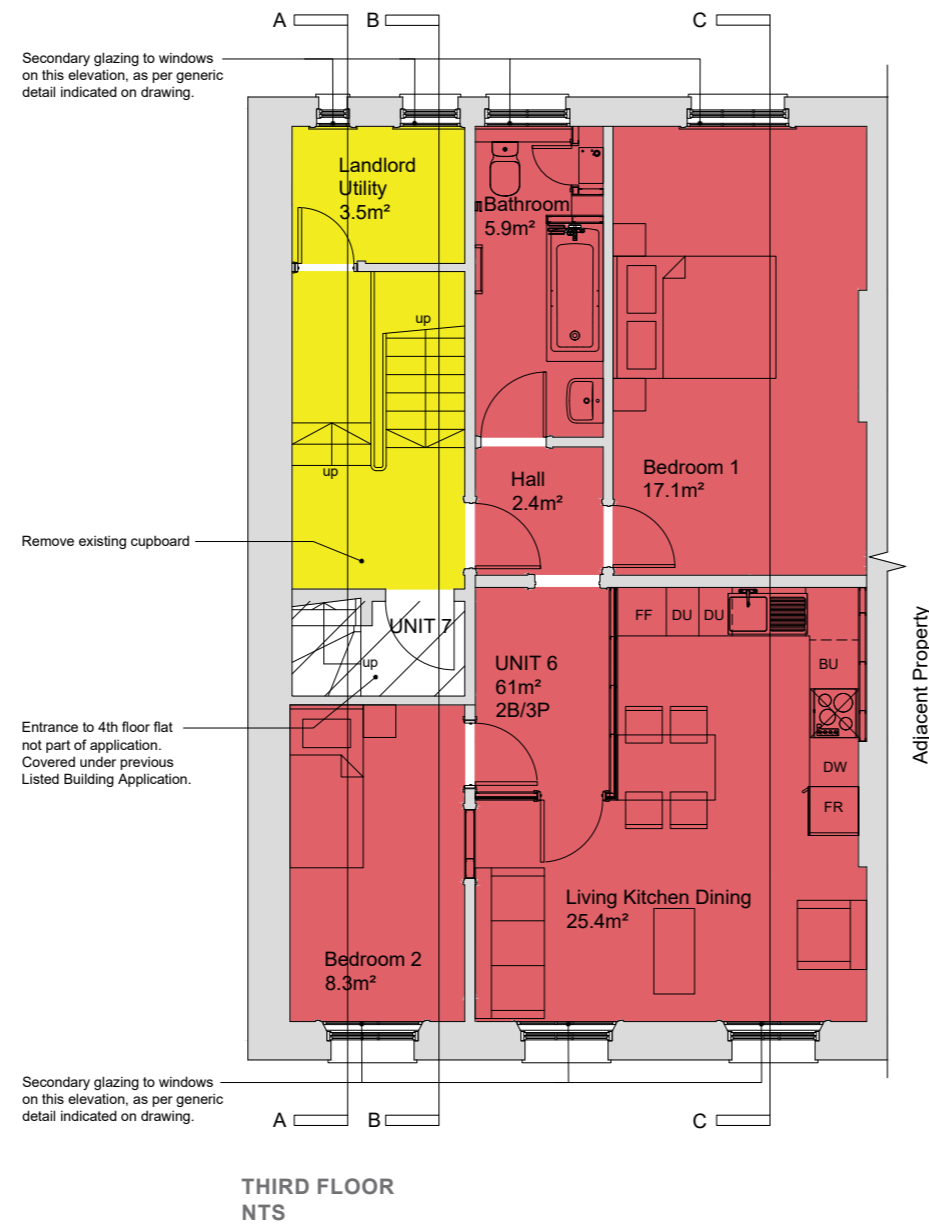 A
B
C
Secondary glazing to windows
on this elevation, as per generic
detail indicated on drawing.
Landlord
Utility
3.5m²
Bathroom
5.9m²
up
up
Bedroom 1
17.1m²
Hall
2.4m²
Remove existing cupboard
UNIT 7
up
FF
DU
DU
BU
UNIT 6
61m²
2B/3P
Adjacent Property
Entrance to 4th floor flat
not part of application.
Covered under previous
Listed Building Application.
DW
FR
Living Kitchen Dining
25.4m²
Bedroom 2
8.3m²
Secondary glazing to windows
on this elevation, as per generic
detail indicated on drawing.
A
B
C
THIRD FLOOR
NTS